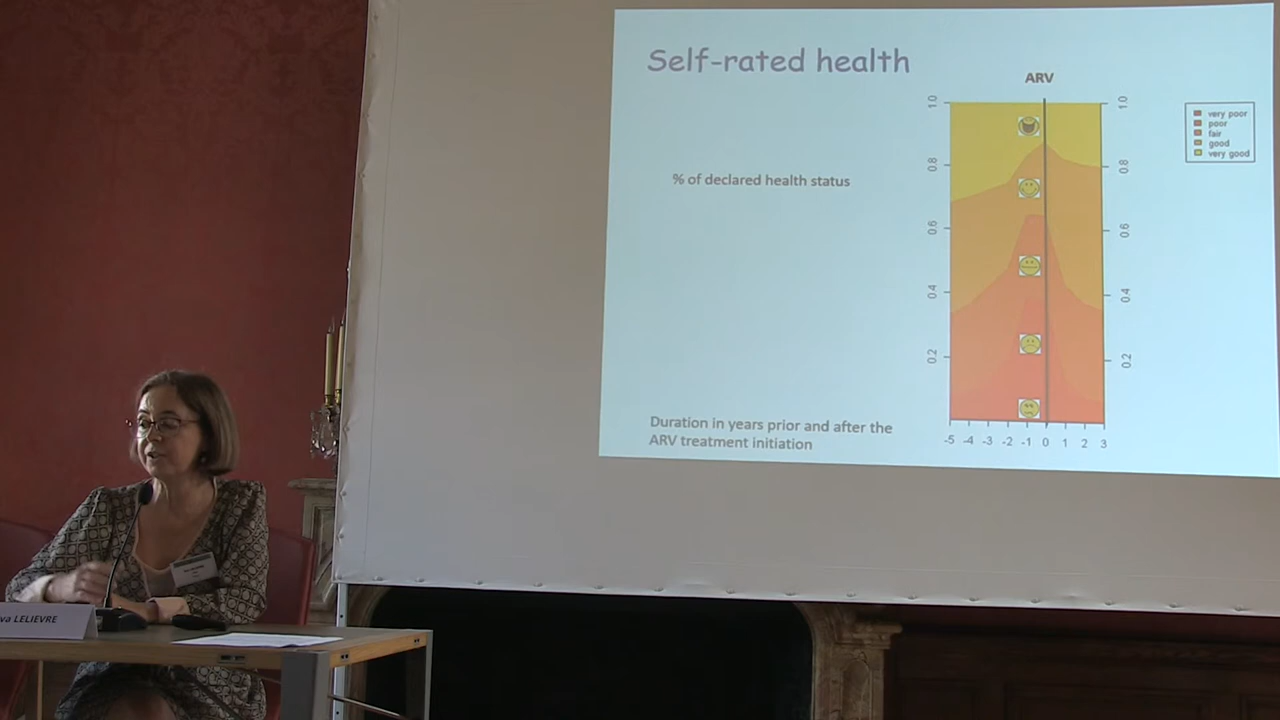 Self-rated health
ARV
% of declared health status
1.0
0.8
0.6
0.4
0.2
1.0
0.8
0.6
0.4
0.2
very poor
poor
fair
good
very good
-5 -4 -3 -2 -1 0 1 2 3
Duration in years prior and after the
ARV treatment initiation
va LELIEVRE